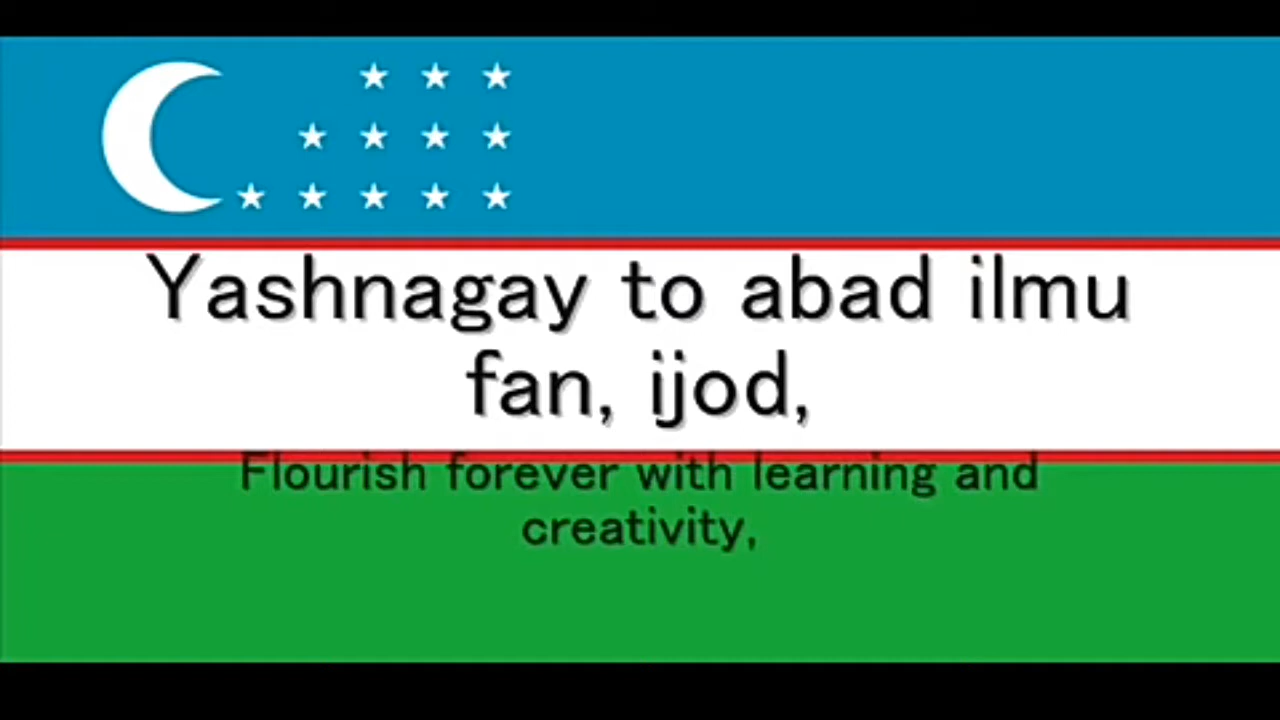 Yashnagay to abad ilmu
fan, ijod,
Flourish forever with learning and
creativity,